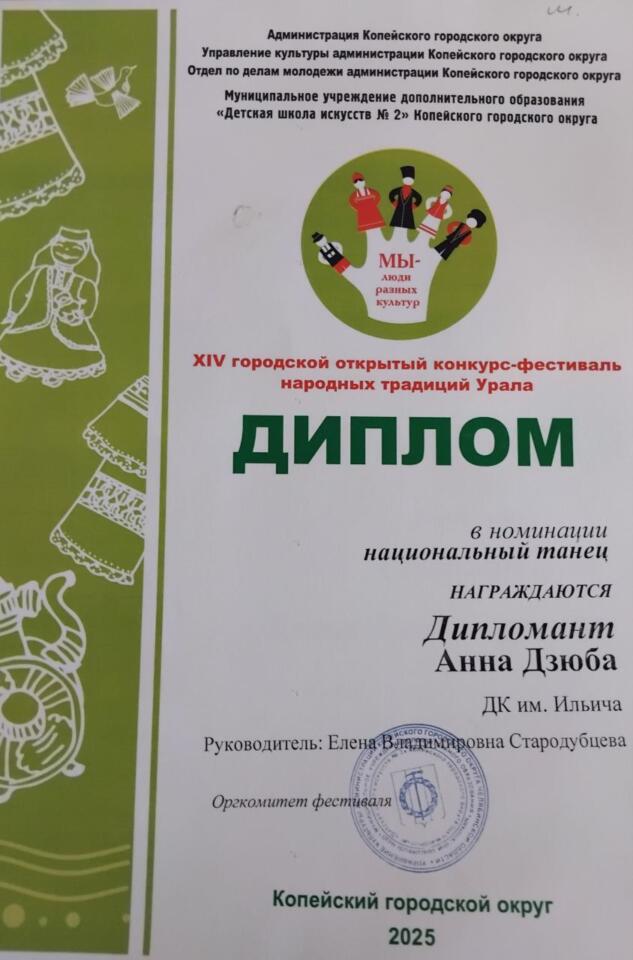 Администрация Копейского городского округа
Управление культуры администрации Копейского городского округа
Отдел по делам молодежи администрации Копейского городского округа
Муниципальное учреждение дополнительного образования
«Детская школа искусств № 2» Копейского городского округа
МЫ-
люди
разных
культур
XIV городской открытый конкурс-фестиваль
народных традиций Урала
ДИПЛОМ
в номинации
национальный танец
НАГРАЖДАЮТСЯ
Дипломант
Анна Дзюба
ДК им. Ильича
Руководитель: Елена Владимировна Стародубцева
Оргкомитет фестиваля
Копейский городской округ
2025